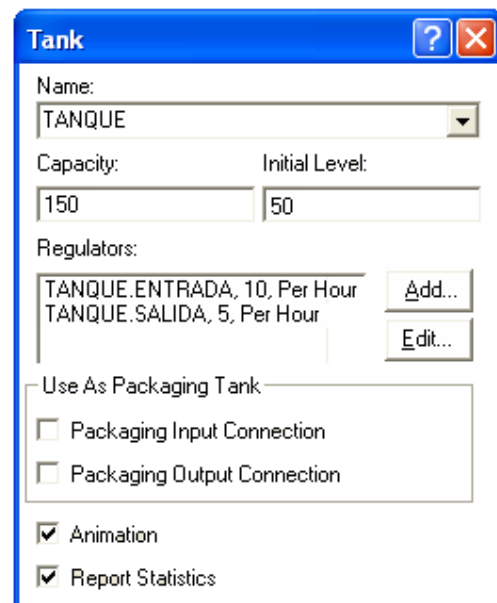 Tank
Name:
TANQUE
Capacity: Initial Level:
150 50
Regulators:
TANQUE.ENTRADA, 10, Per Hour
TANQUE.SALIDA, 5, Per Hour
Add...
Edit...
Use As Packaging Tank
Packaging Input Connection
Packaging Output Connection
Animation
Report Statistics